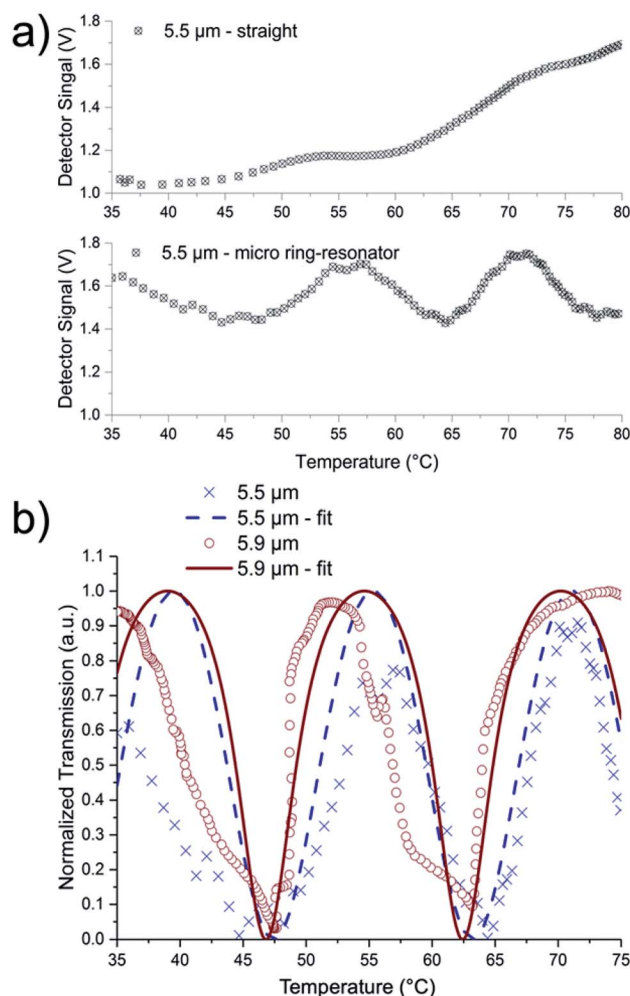 a)
5.5 μm - straight
Detector Singal (V)
1.8
1.6
1.4
1.2
1.0
35 40 45 50 55 60 65 70 75 80
5.5 μm - micro ring-resonator
Detector Signal (V)
1.8
1.6
1.4
1.2
1.0
35 40 45 50 55 60 65 70 75 80
Temperature (°C)
b)
5.5 μm
5.5 μm - fit
5.9 μm
5.9 μm - fit
Normalized Transmission (a.u.)
1.1
1.0
0.9
0.8
0.7
0.6
0.5
0.4
0.3
0.2
0.1
0.0
35 40 45 50 55 60 65 70 75
Temperature (°C)